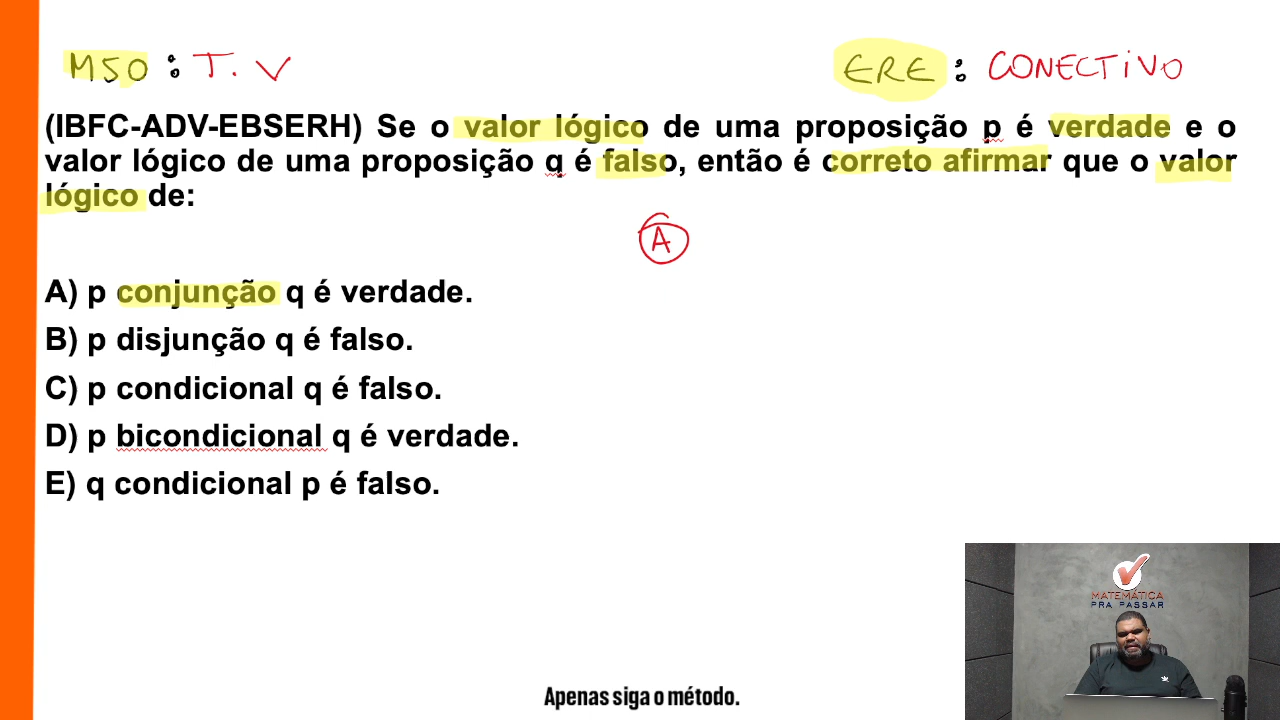 M50 : T. V
ERE : CONECTIVO
(IBFC-ADV-EBSERH) Se o valor lógico de uma proposição p é verdade e o
valor lógico de uma proposição q é falso, então é correto afirmar que o valor
lógico de:
A
A) p conjunção q é verdade.
B) p disjunção q é falso.
C) p condicional q é falso.
D) p bicondicional q é verdade.
E) q condicional p é falso.
MATEMÁTICA
PRA PASSAR
Apenas siga o método.